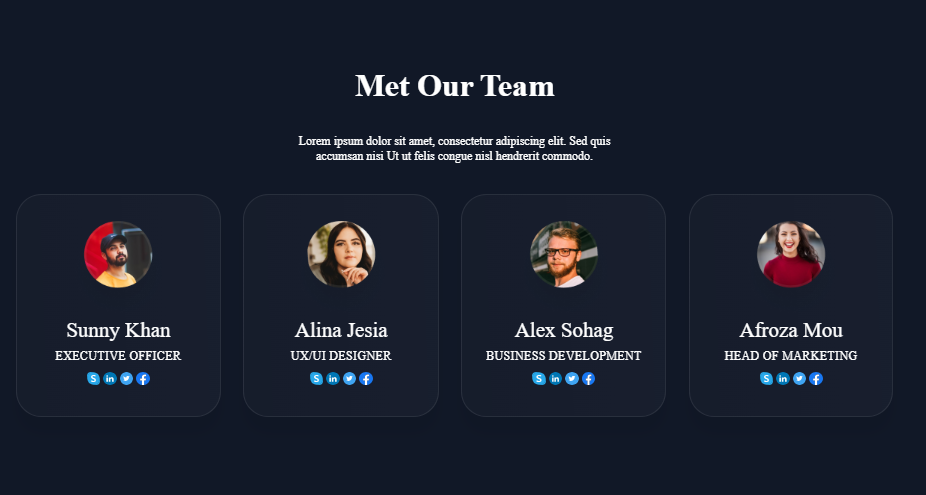 Met Our Team
Lorem ipsum dolor sit amet, consectetur adipiscing elit. Sed quis
accumsan nisi Ut ut felis congue nisl hendrerit commodo.
Sunny Khan
EXECUTIVE OFFICER
Alina Jesia
UX/UI DESIGNER
Alex Sohag
BUSINESS DEVELOPMENT
Afroza Mou
HEAD OF MARKETING